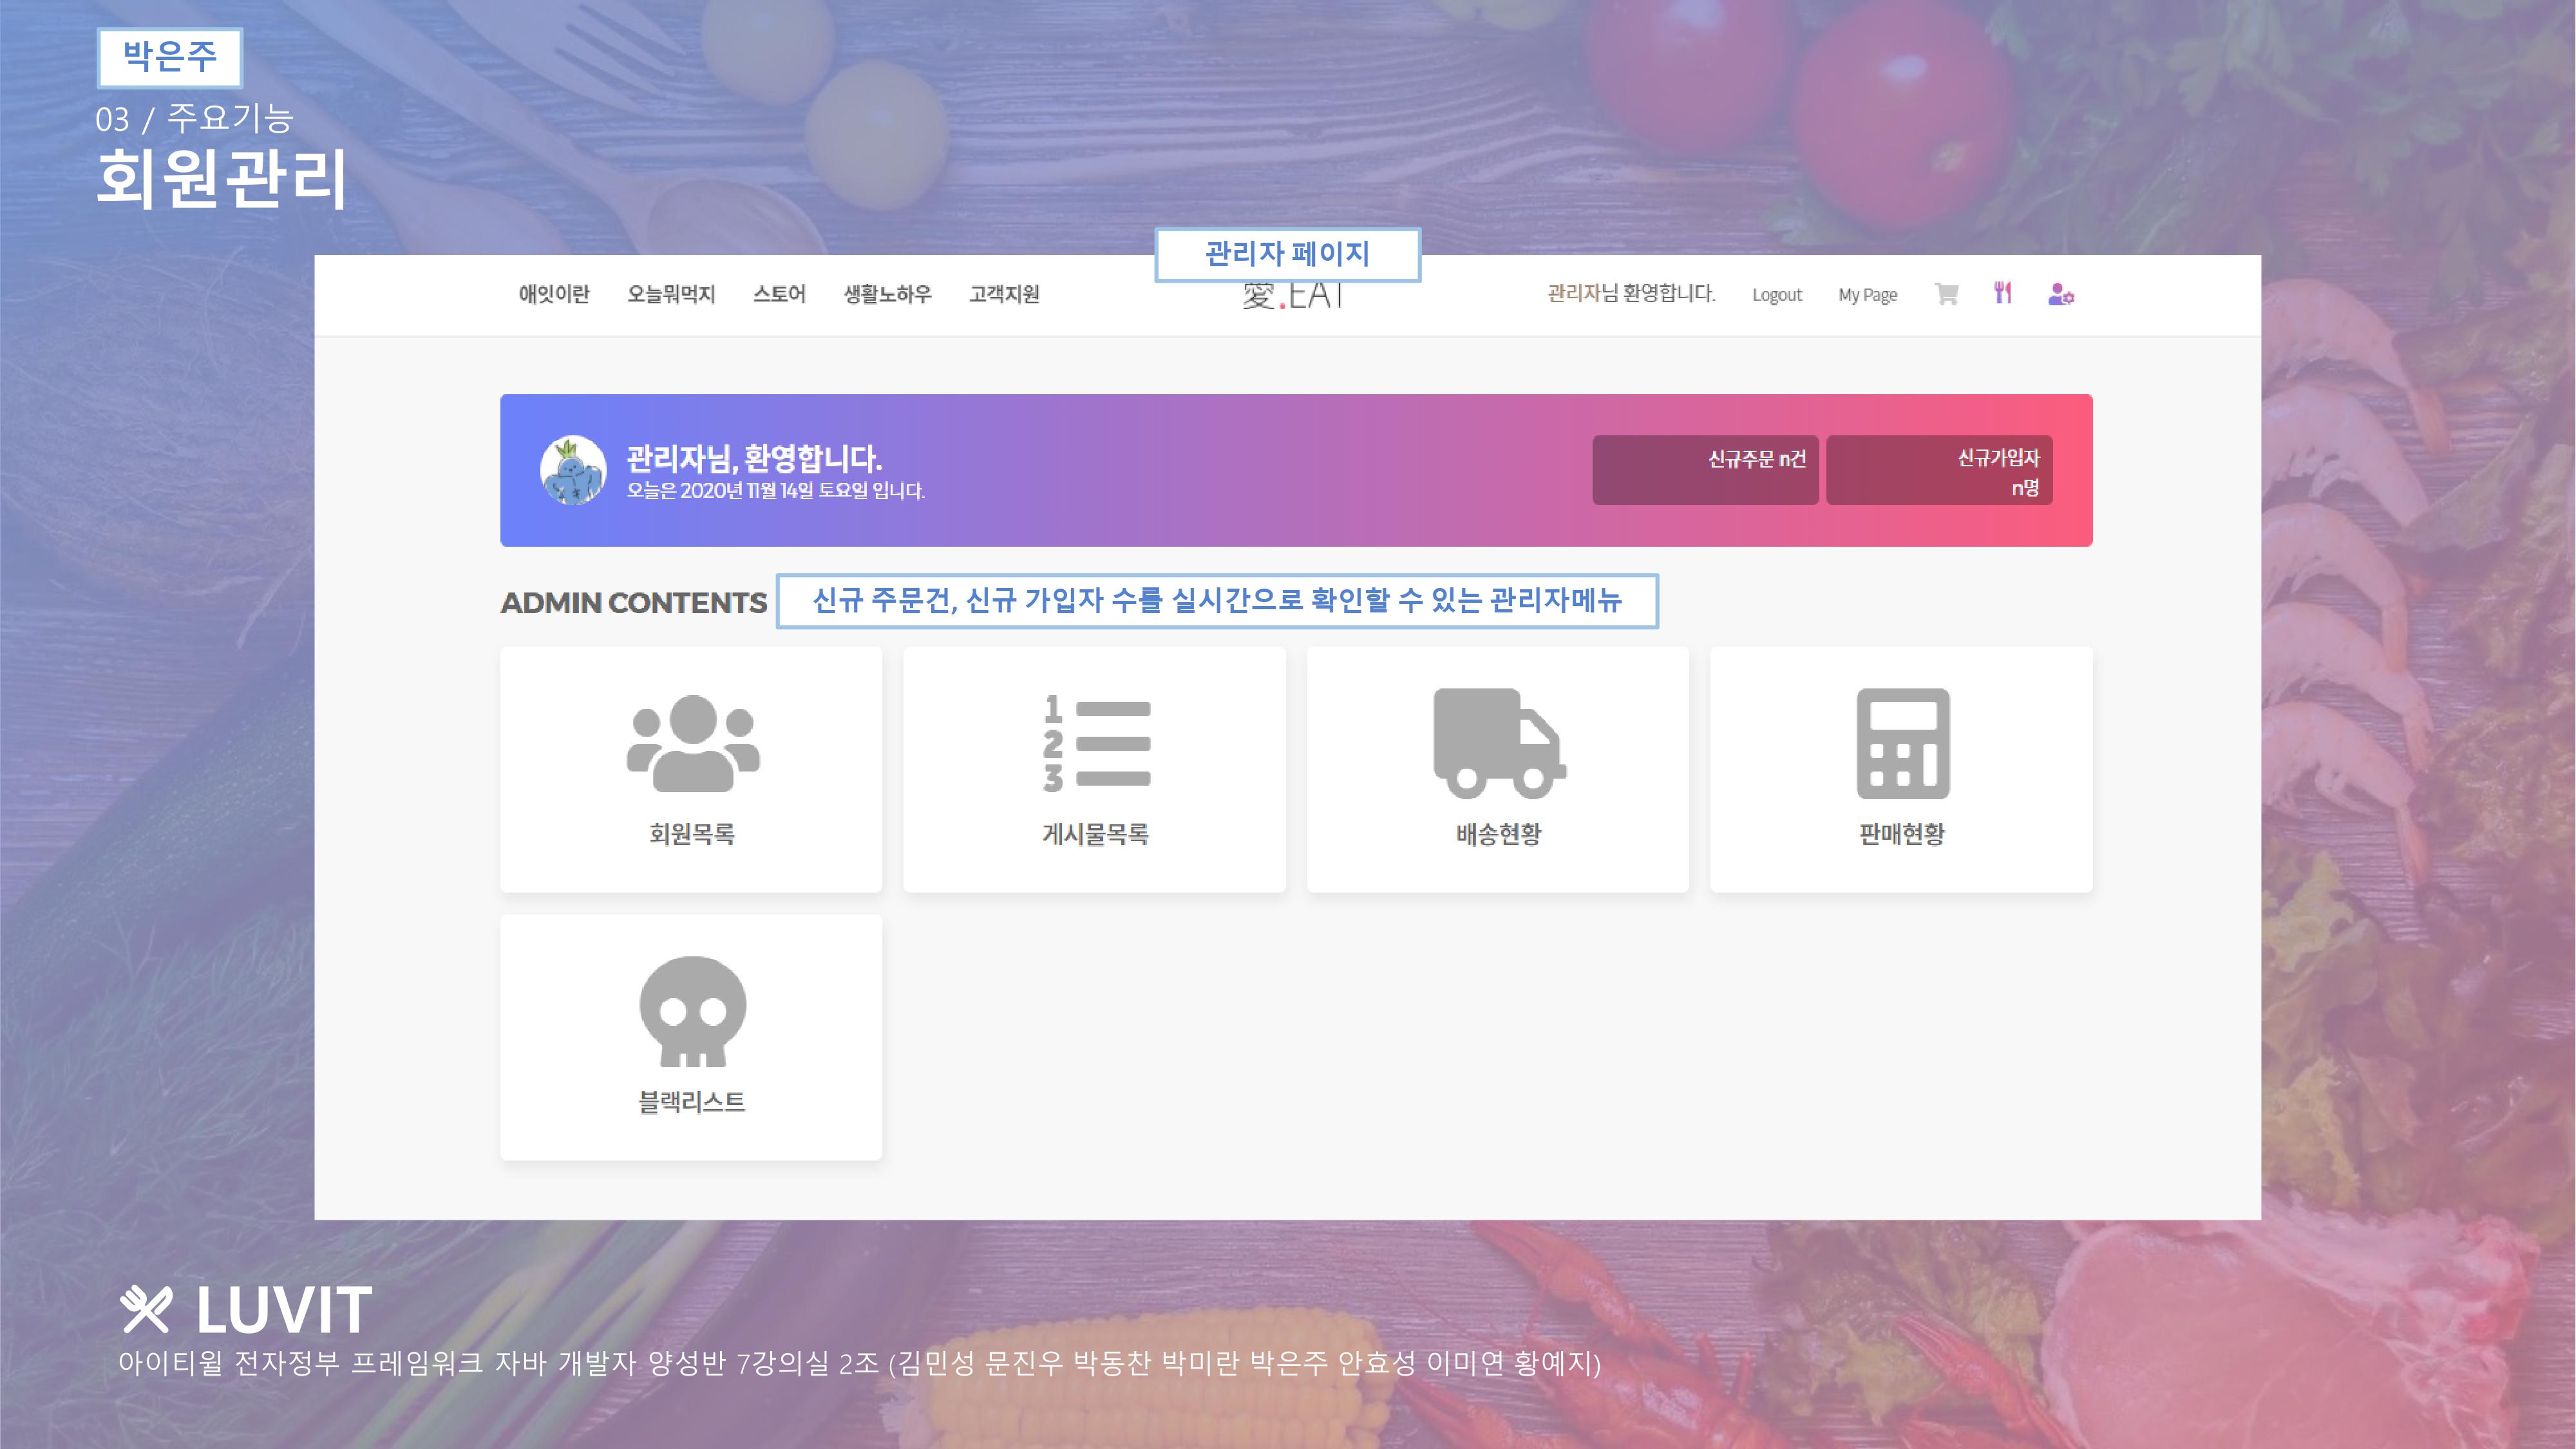 박은주
03 / 주요기능
회원관리
관리자 페이지
애잇이란 오늘뭐먹지 스토어 생활노하우 고객지원 愛.EAT 관리자님 환영합니다. Logout My Page
관리자님, 환영합니다.
오늘은 2020년 11월 14일 토요일 입니다.
신규주문 n건
신규가입자
n명
ADMIN CONTENTS
신규 주문건, 신규 가입자 수를 실시간으로 확인할 수 있는 관리자메뉴
1
2
3
회원목록 게시물목록 배송현황 판매현황
블랙리스트
LUVIT
아이티윌 전자정부 프레임워크 자바 개발자 양성반 7강의실 2조 (김민성 문진우 박동찬 박미란 박은주 안효성 이미연 황예지)